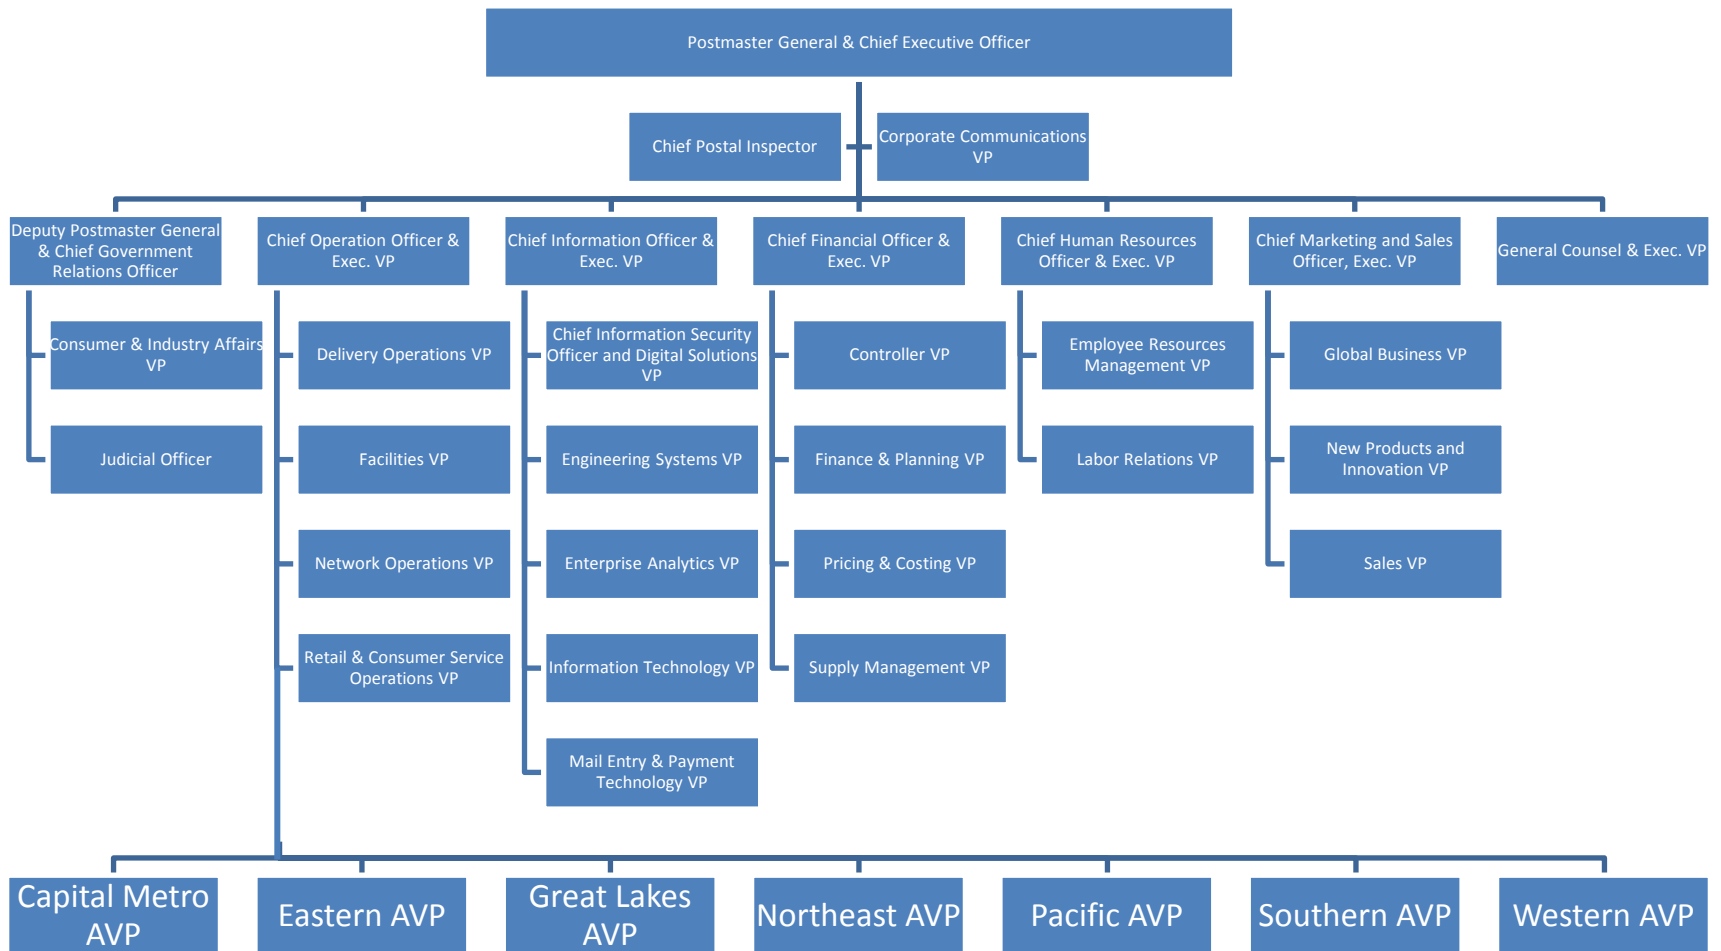 Postmaster General & Chief Executive Officer
Chief Postal Inspector
Corporate Communications
VP
Deputy Postmaster General
& Chief Government
Relations Officer
Chief Operation Officer &
Exec. VP
Chief Information Officer &
Exec. VP
Chief Financial Officer &
Exec. VP
Chief Human Resources
Officer & Exec. VP
Chief Marketing and Sales
Officer, Exec. VP
General Counsel & Exec. VP
Consumer & Industry Affairs
VP
Delivery Operations VP
Chief Information Security
Officer and Digital Solutions
VP
Controller VP
Employee Resources
Management VP
Global Business VP
Judicial Officer
Facilities VP
Engineering Systems VP
Finance & Planning VP
Labor Relations VP
New Products and
Innovation VP
Network Operations VP
Enterprise Analytics VP
Pricing & Costing VP
Sales VP
Retail & Consumer Service
Operations VP
Information Technology VP
Supply Management VP
Mail Entry & Payment
Technology VP
Capital Metro
AVP
Eastern AVP
Great Lakes
AVP
Northeast AVP
Pacific AVP
Southern AVP
Western AVP